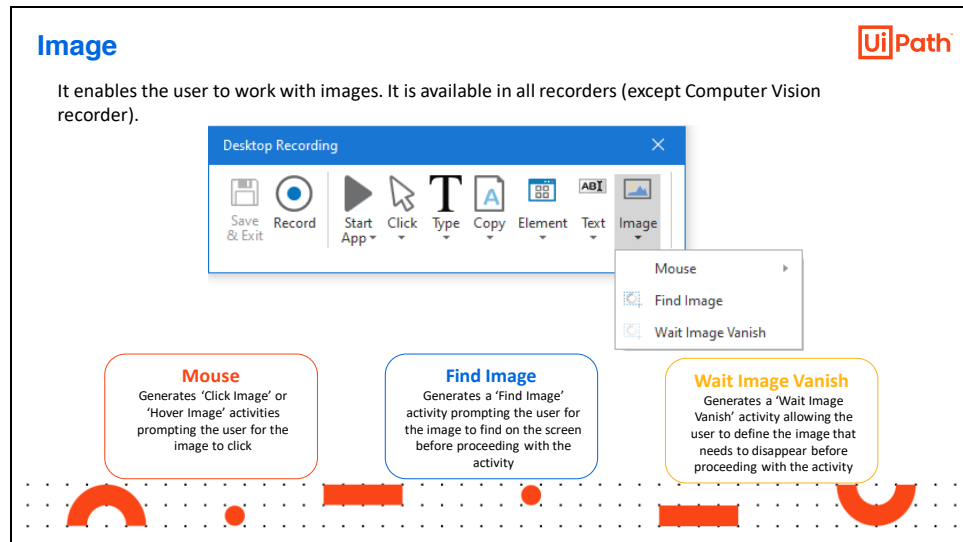 Image
UiPath
It enables the user to work with images. It is available in all recorders (except Computer Vision
recorder).
Desktop Recording
Save
& Exit
Record
Start
App
Click
Type
Copy
Element
Text
Image
Mouse
Find Image
Wait Image Vanish
Mouse
Generates ‘Click Image’ or
‘Hover Image’ activities
prompting the user for the
image to click
Find Image
Generates a ‘Find Image’
activity prompting the user for
the image to find on the screen
before proceeding with the
activity
Wait Image Vanish
Generates a ‘Wait Image
Vanish’ activity allowing the
user to define the image that
needs to disappear before
proceeding with the activity